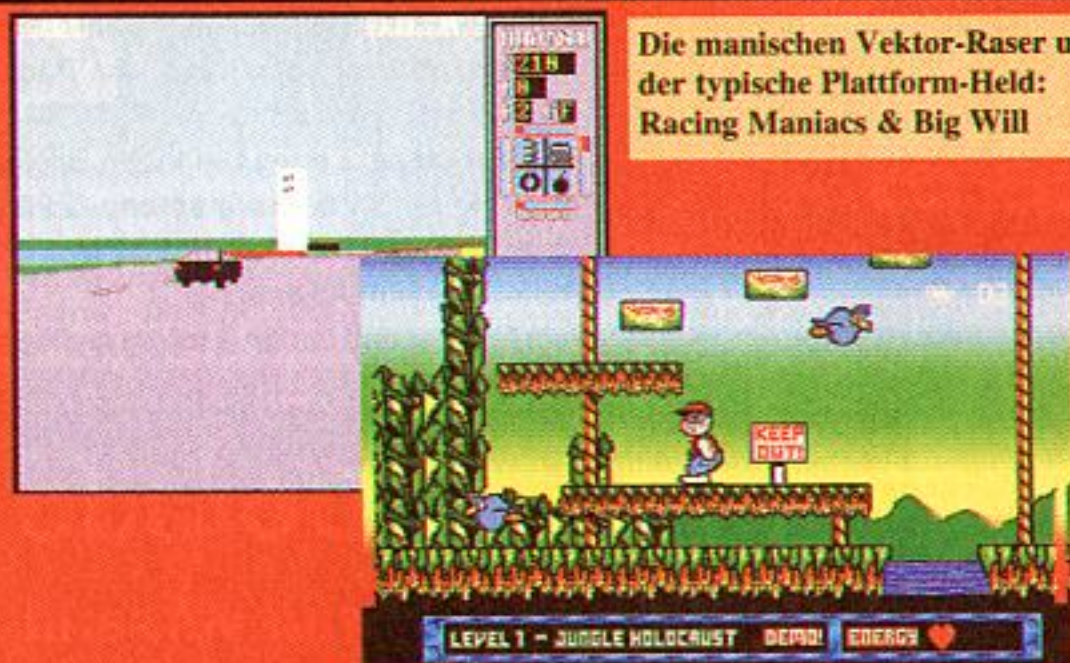 Die manischen Vektor-Raser u
der typische Plattform-Held:
Racing Maniacs & Big Will
KEEP
OUT!
LEVEL 1 - JUNGLE HOLOCAUST DEMO! ENERGY